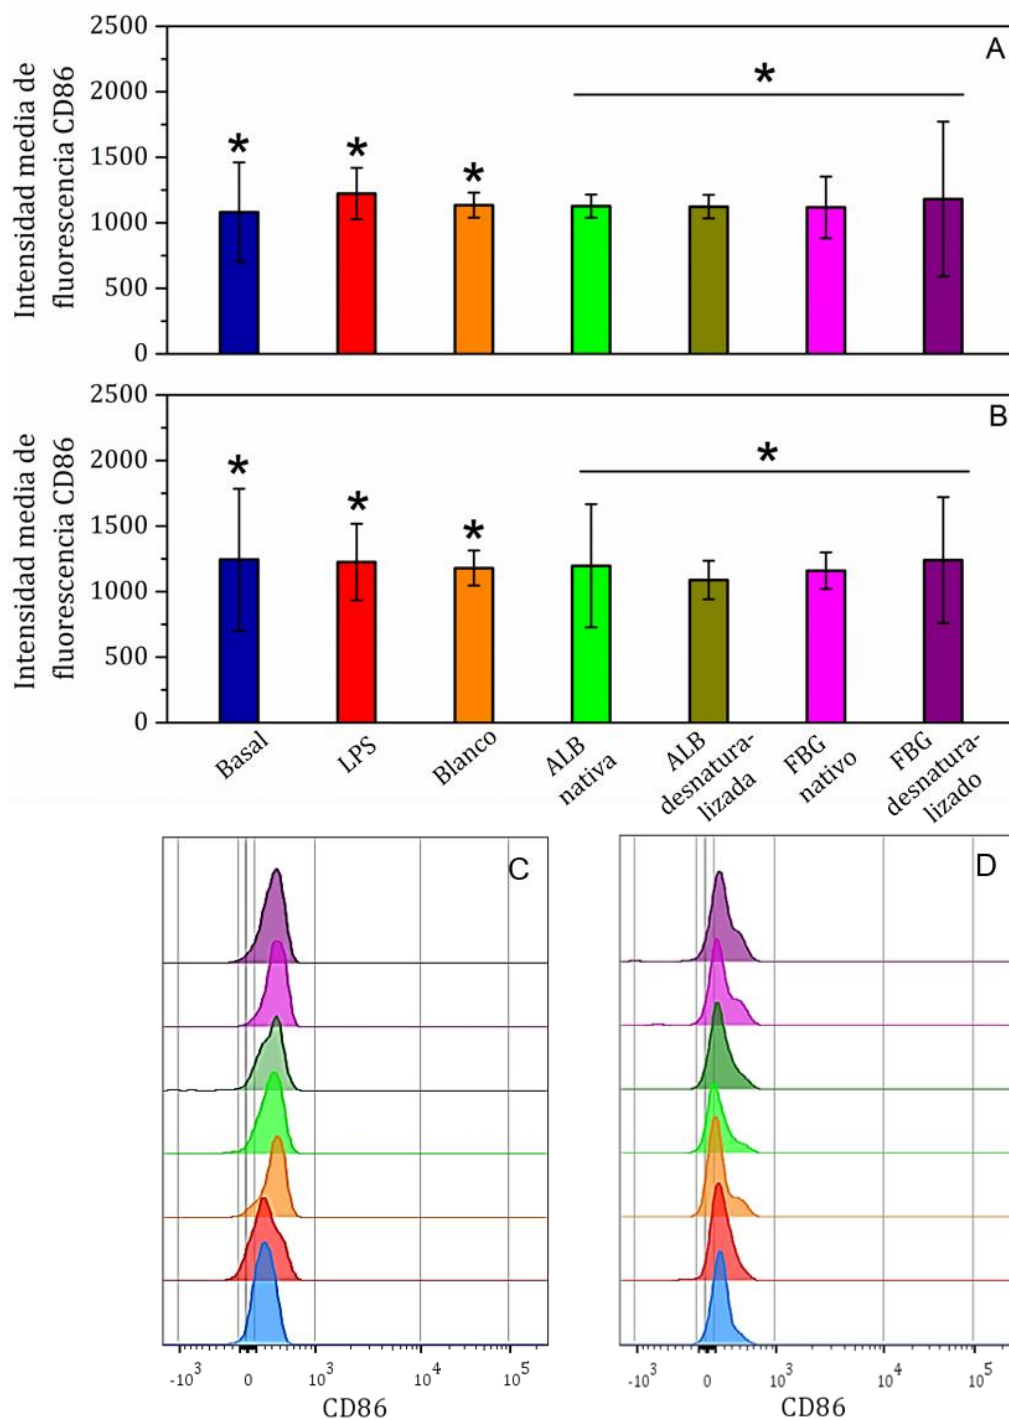 2500
A
2000
1500
1000
500
0
Intensidad media de
fluorescencia CD86
*
*
*
*
2500
B
2000
1500
1000
500
0
Intensidad media de
fluorescencia CD86
*
*
*
*
Basal
LPS
Blanco
ALB
nativa
ALB
desnatura-
lizada
FBG
nativo
FBG
desnatura-
lizado
C
-10³ 0 10³ 10⁴ 10⁵
CD86
D
-10³ 0 10³ 10⁴ 10⁵
CD86